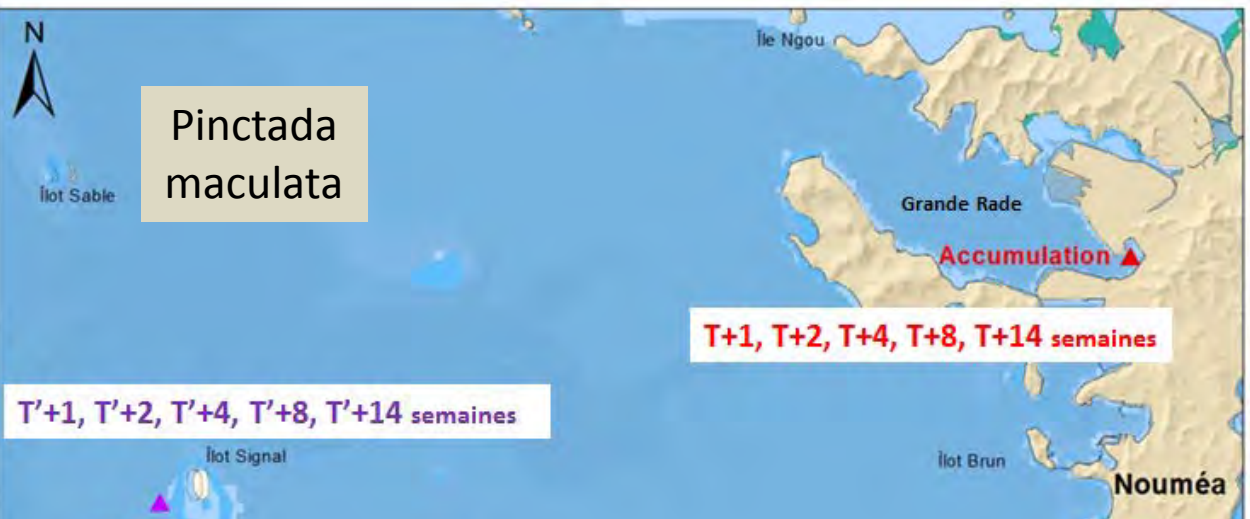 N
Île Ngou
Pinctada
maculata
Îlot Sable
Grande Rade
Accumulation
T+1, T+2, T+4, T+8, T+14 semaines
T'+1, T'+2, T'+4, T'+8, T'+14 semaines
Îlot Signal
Îlot Brun
Nouméa